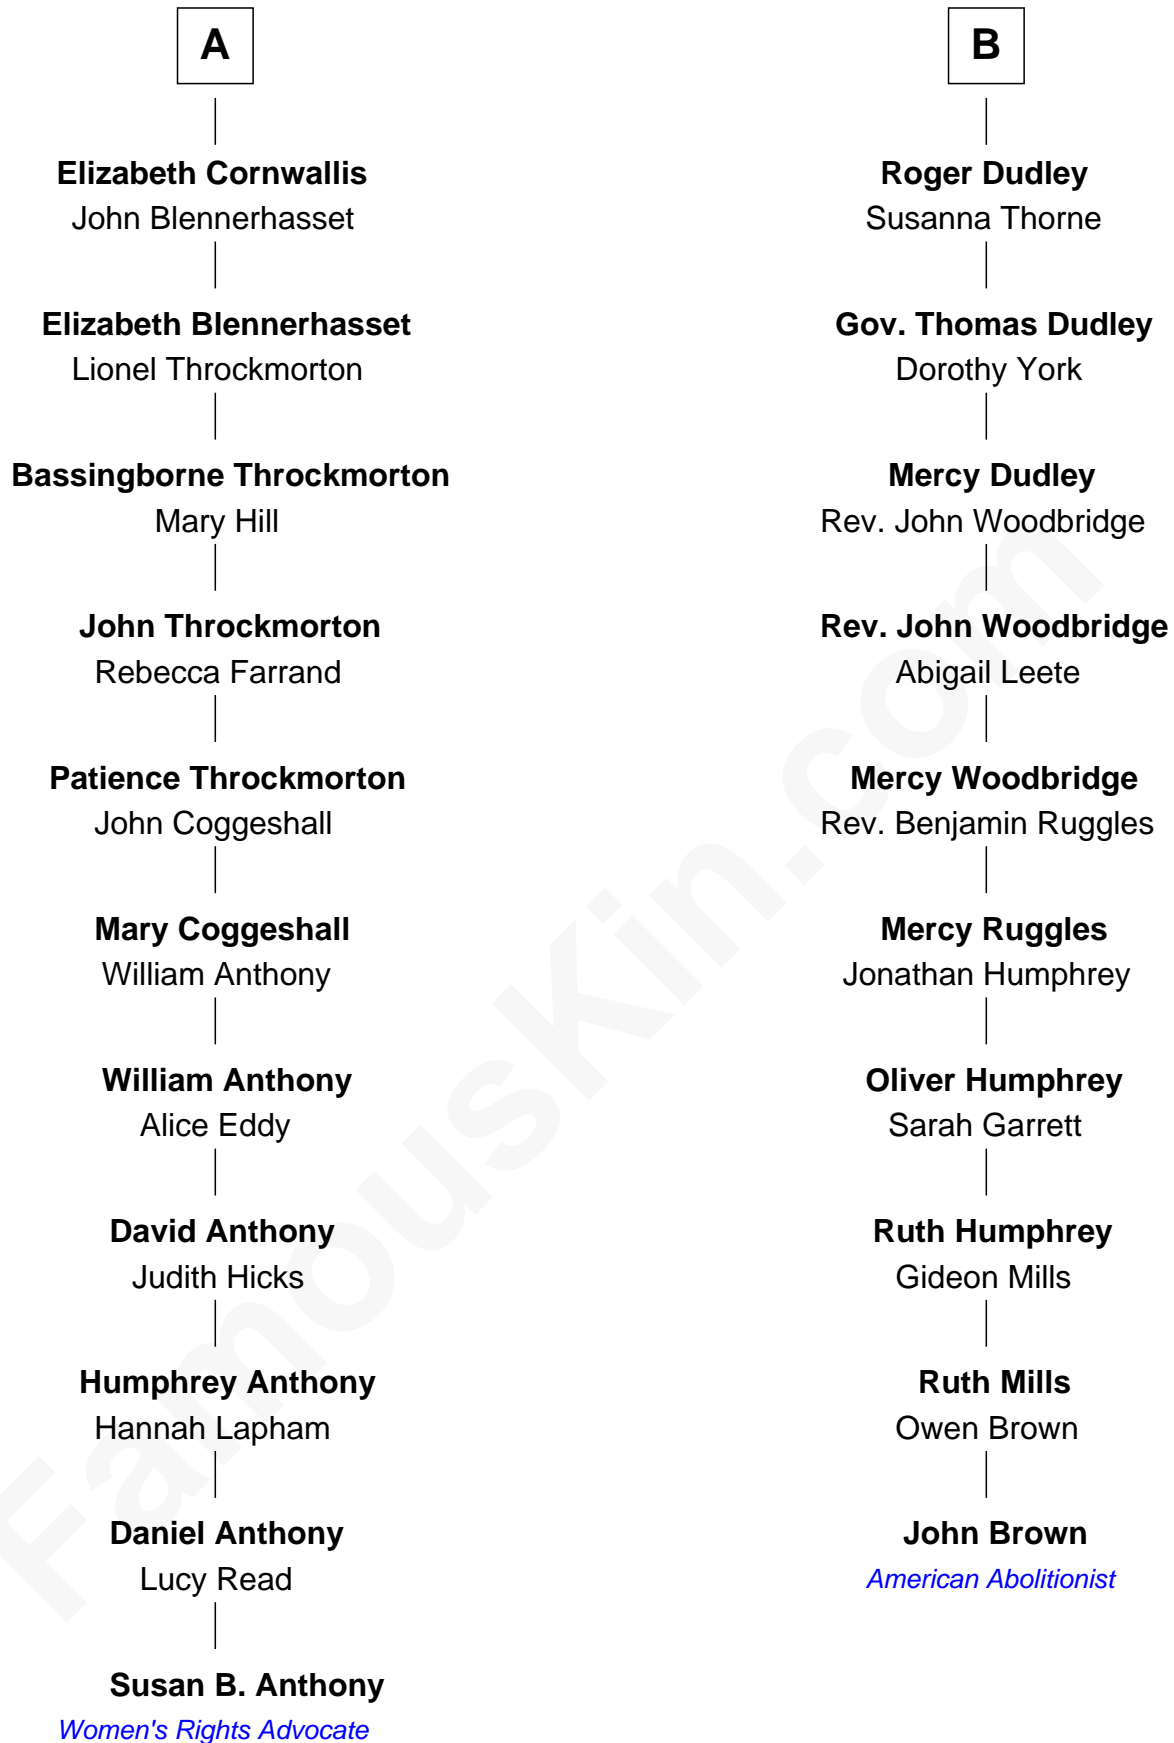 A
Elizabeth Cornwallis
John Blennerhasset
Elizabeth Blennerhasset
Lionel Throckmorton
Bassingborne Throckmorton
Mary Hill
John Throckmorton
Rebecca Farrand
Patience Throckmorton
John Coggeshall
Mary Coggeshall
William Anthony
William Anthony
Alice Eddy
David Anthony
Judith Hicks
Humphrey Anthony
Hannah Lapham
Daniel Anthony
Lucy Read
Susan B. Anthony
Women's Rights Advocate
B
Roger Dudley
Susanna Thorne
Gov. Thomas Dudley
Dorothy York
Mercy Dudley
Rev. John Woodbridge
Rev. John Woodbridge
Abigail Leete
Mercy Woodbridge
Rev. Benjamin Ruggles
Mercy Ruggles
Jonathan Humphrey
Oliver Humphrey
Sarah Garrett
Ruth Humphrey
Gideon Mills
Ruth Mills
Owen Brown
John Brown
American Abolitionist
FamousKin.com